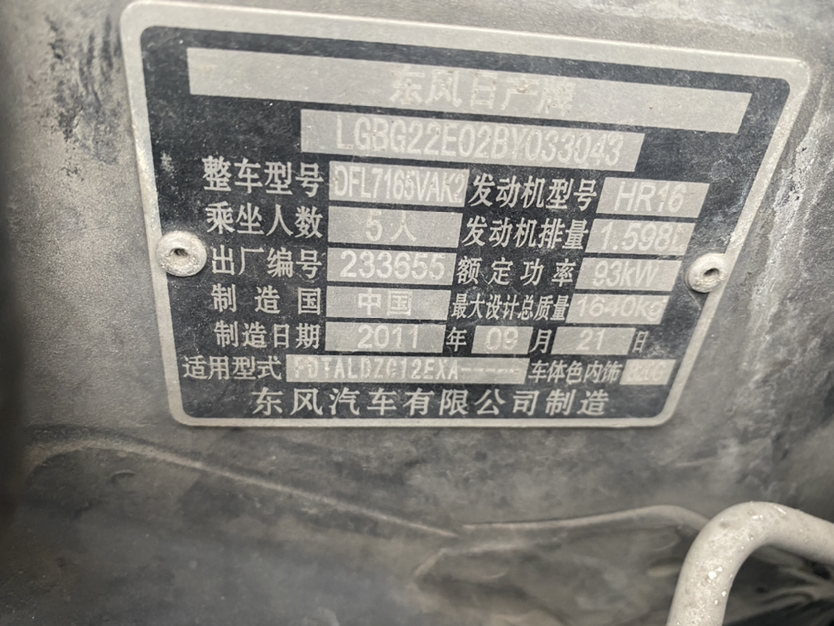 东风日产牌
LGBG22E02BY033043
整车型号 DFL7165VAK2 发动机型号 HR16
乘坐人数 5人 发动机排量 1.598L
出厂编号 233655 额定功率 93kW
制造国 中国 最大设计总质量 1640kg
制造日期 2011 年 09 月 21 日
适用型式 车体色内饰
东风汽车有限公司制造